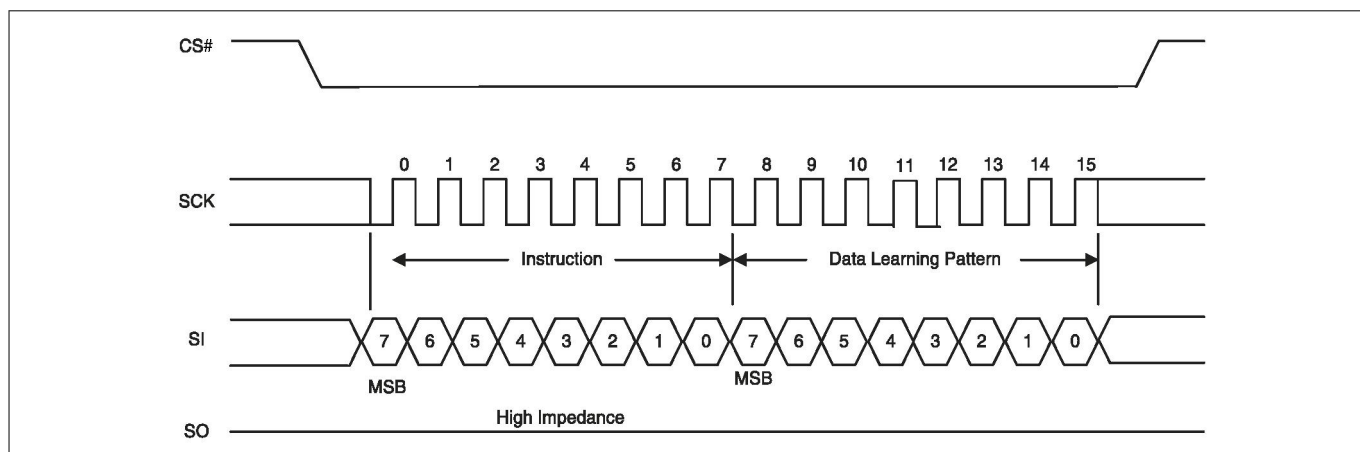 CS#
0 1 2 3 4 5 6 7 8 9 10 11 12 13 14 15
SCK
Instruction Data Learning Pattern
SI 7 6 5 4 3 2 1 0 7 6 5 4 3 2 1 0
MSB MSB
High Impedance
SO